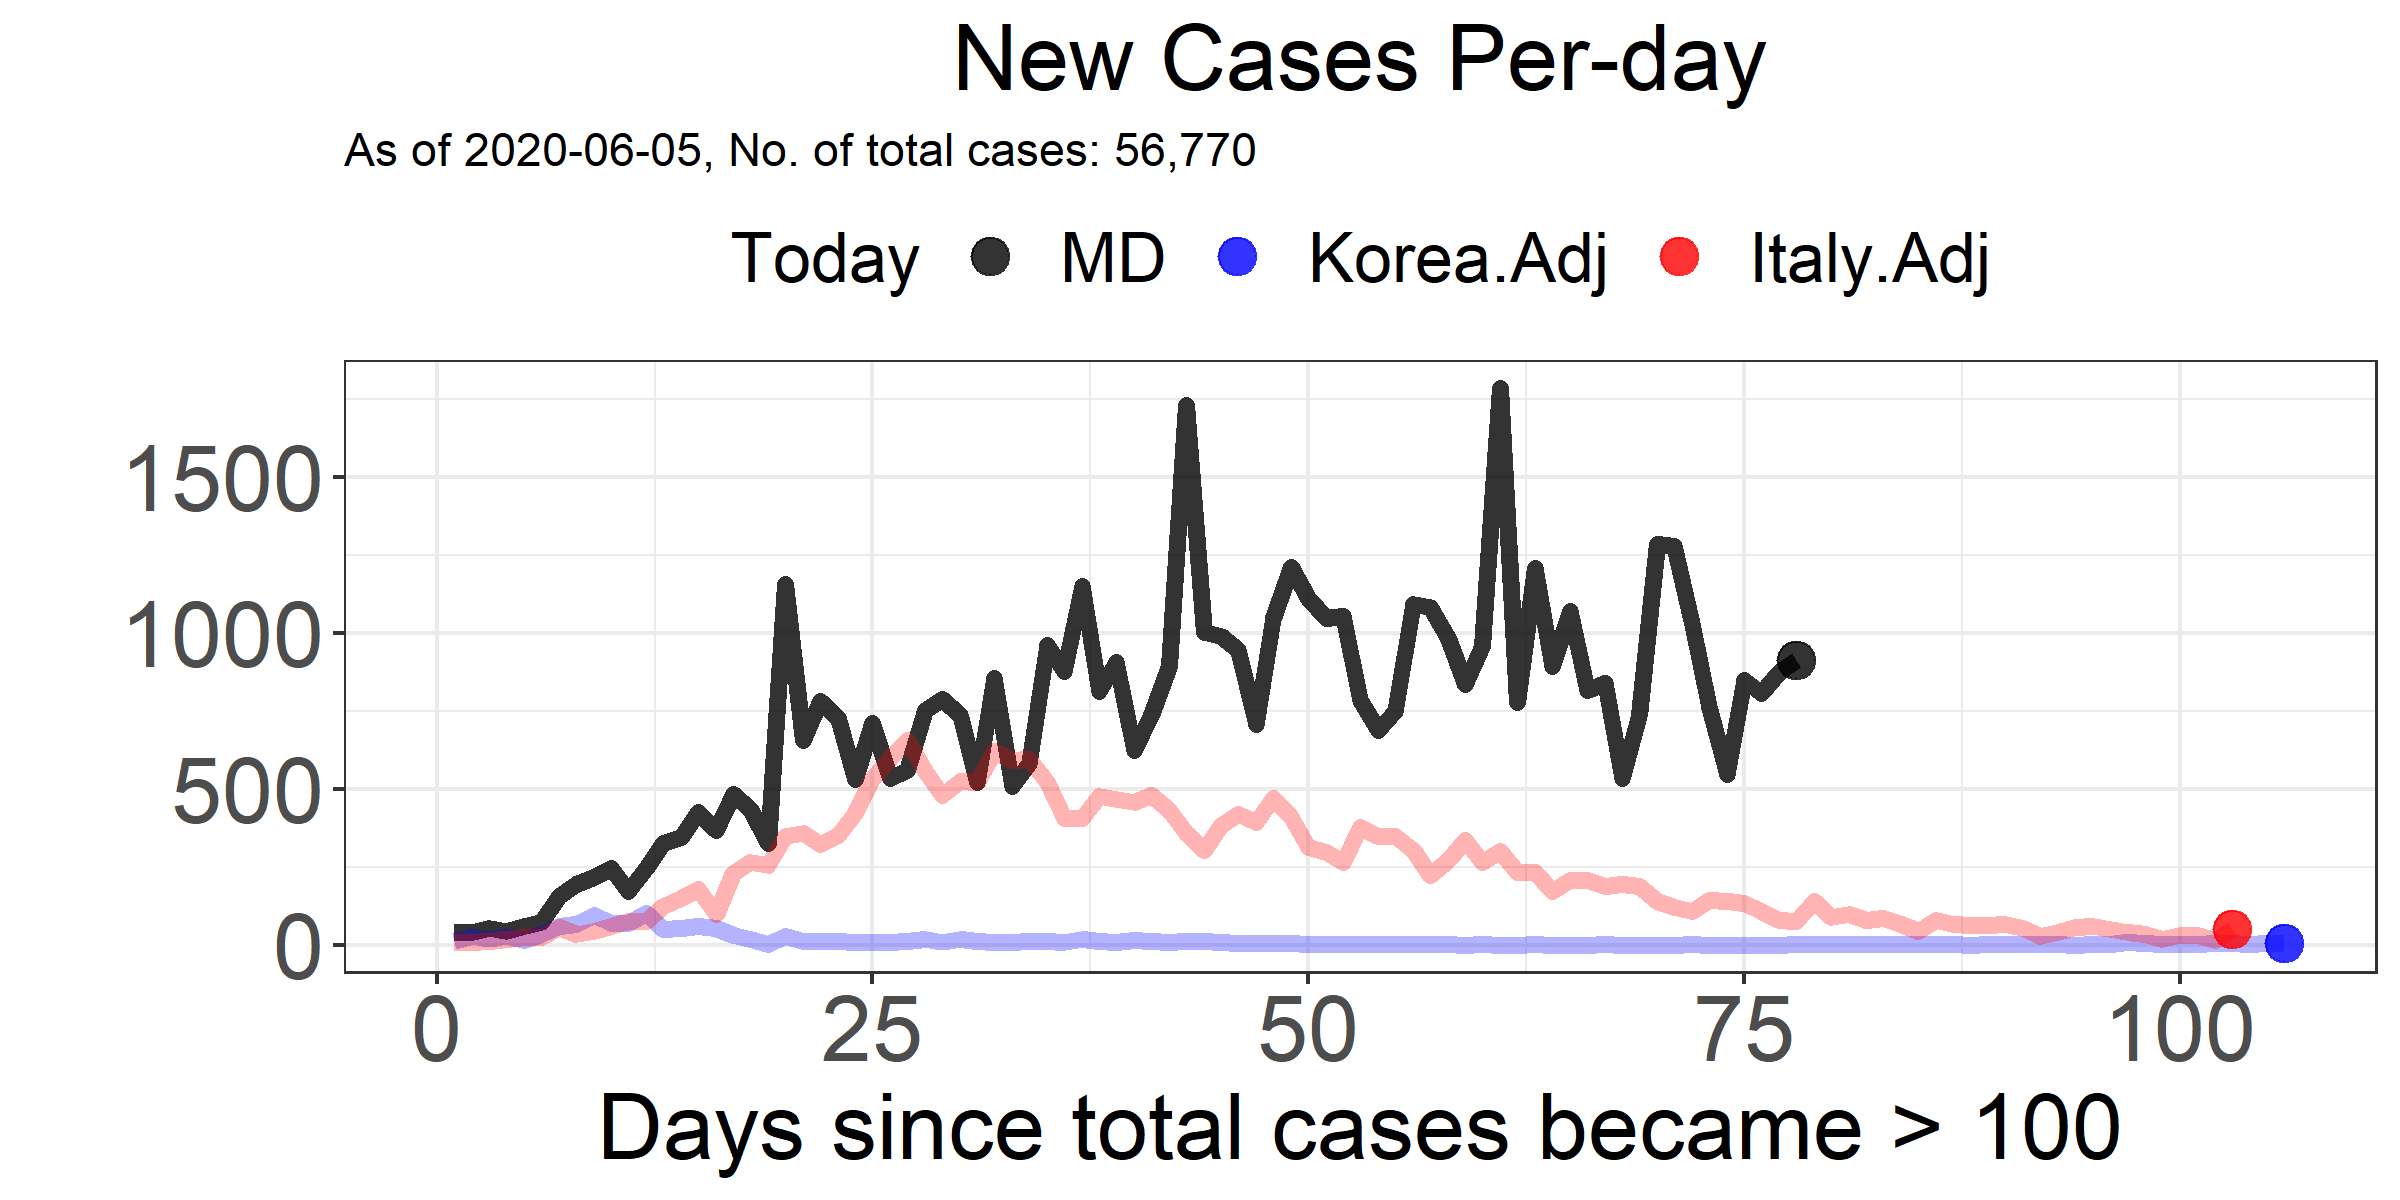 New Cases Per-day
As of 2020-06-05, No. of total cases: 56,770
Today MD Korea.Adj Italy.Adj
1500
1000
500
0
0 25 50 75 100
Days since total cases became > 100